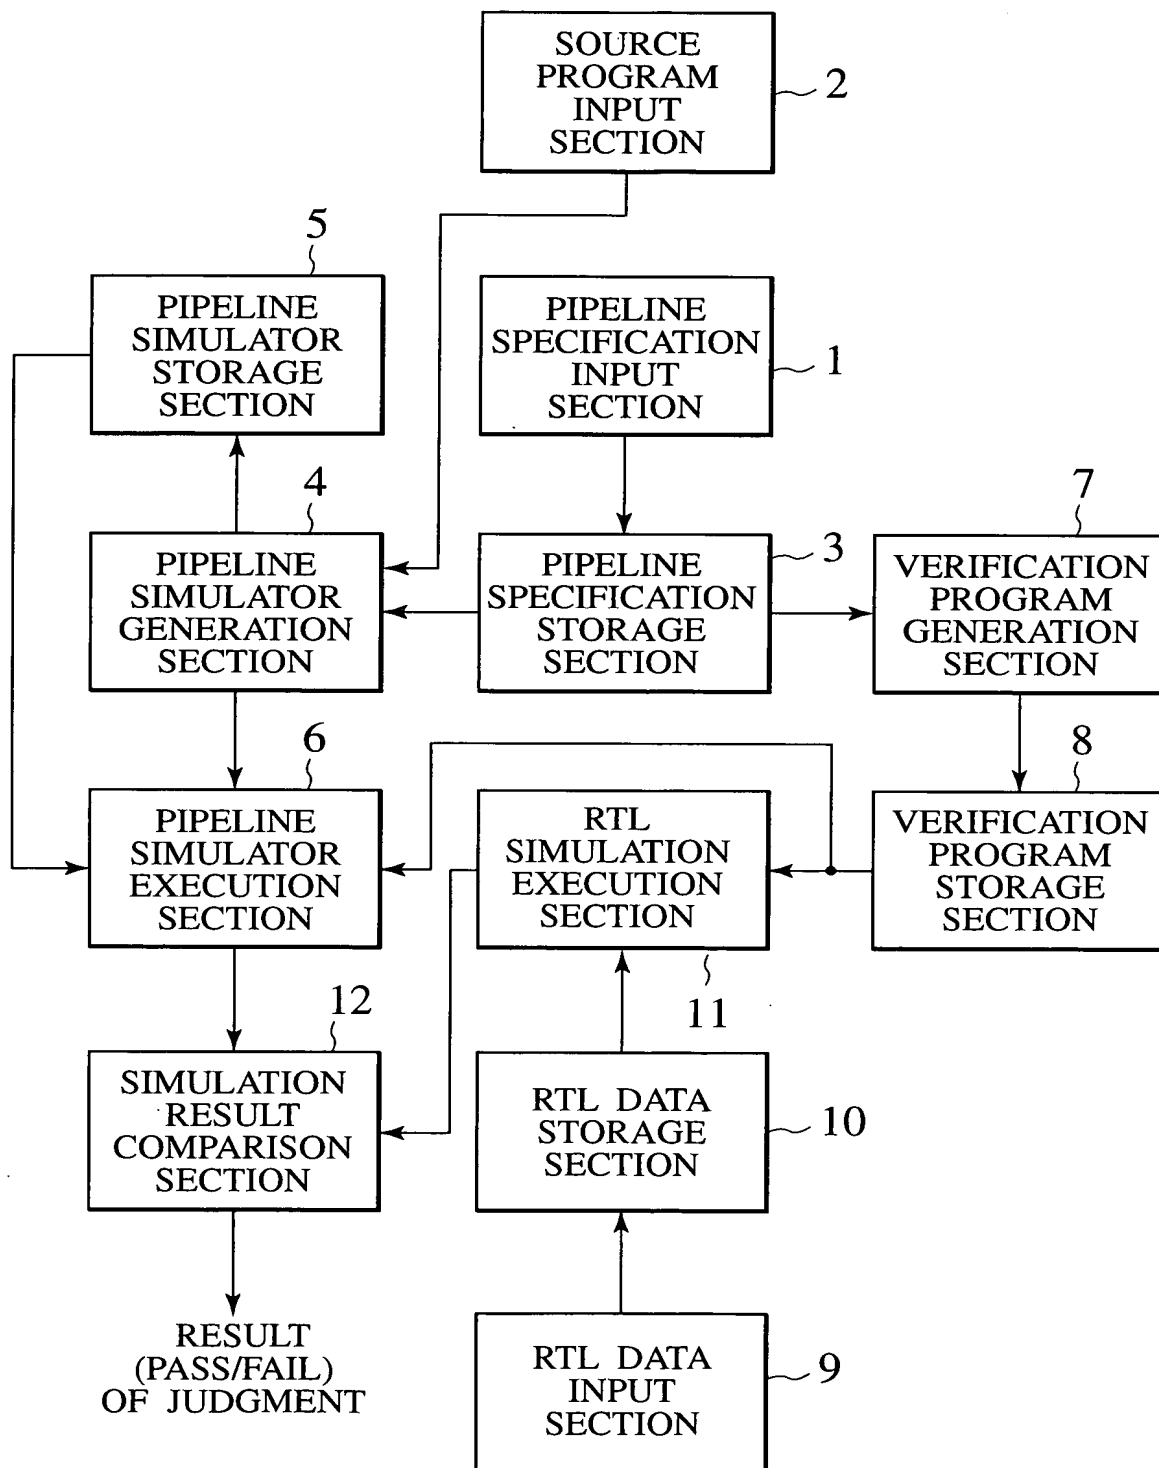 SOURCE
PROGRAM
INPUT
SECTION
2
5
PIPELINE
SIMULATOR
STORAGE
SECTION
PIPELINE
SPECIFICATION
INPUT
SECTION
1
4
PIPELINE
SIMULATOR
GENERATION
SECTION
PIPELINE
SPECIFICATION
STORAGE
SECTION
3
7
VERIFICATION
PROGRAM
GENERATION
SECTION
6
PIPELINE
SIMULATOR
EXECUTION
SECTION
RTL
SIMULATION
EXECUTION
SECTION
11
8
VERIFICATION
PROGRAM
STORAGE
SECTION
12
SIMULATION
RESULT
COMPARISON
SECTION
RTL DATA
STORAGE
SECTION
10
RESULT
(PASS/FAIL)
OF JUDGMENT
RTL DATA
INPUT
SECTION
9